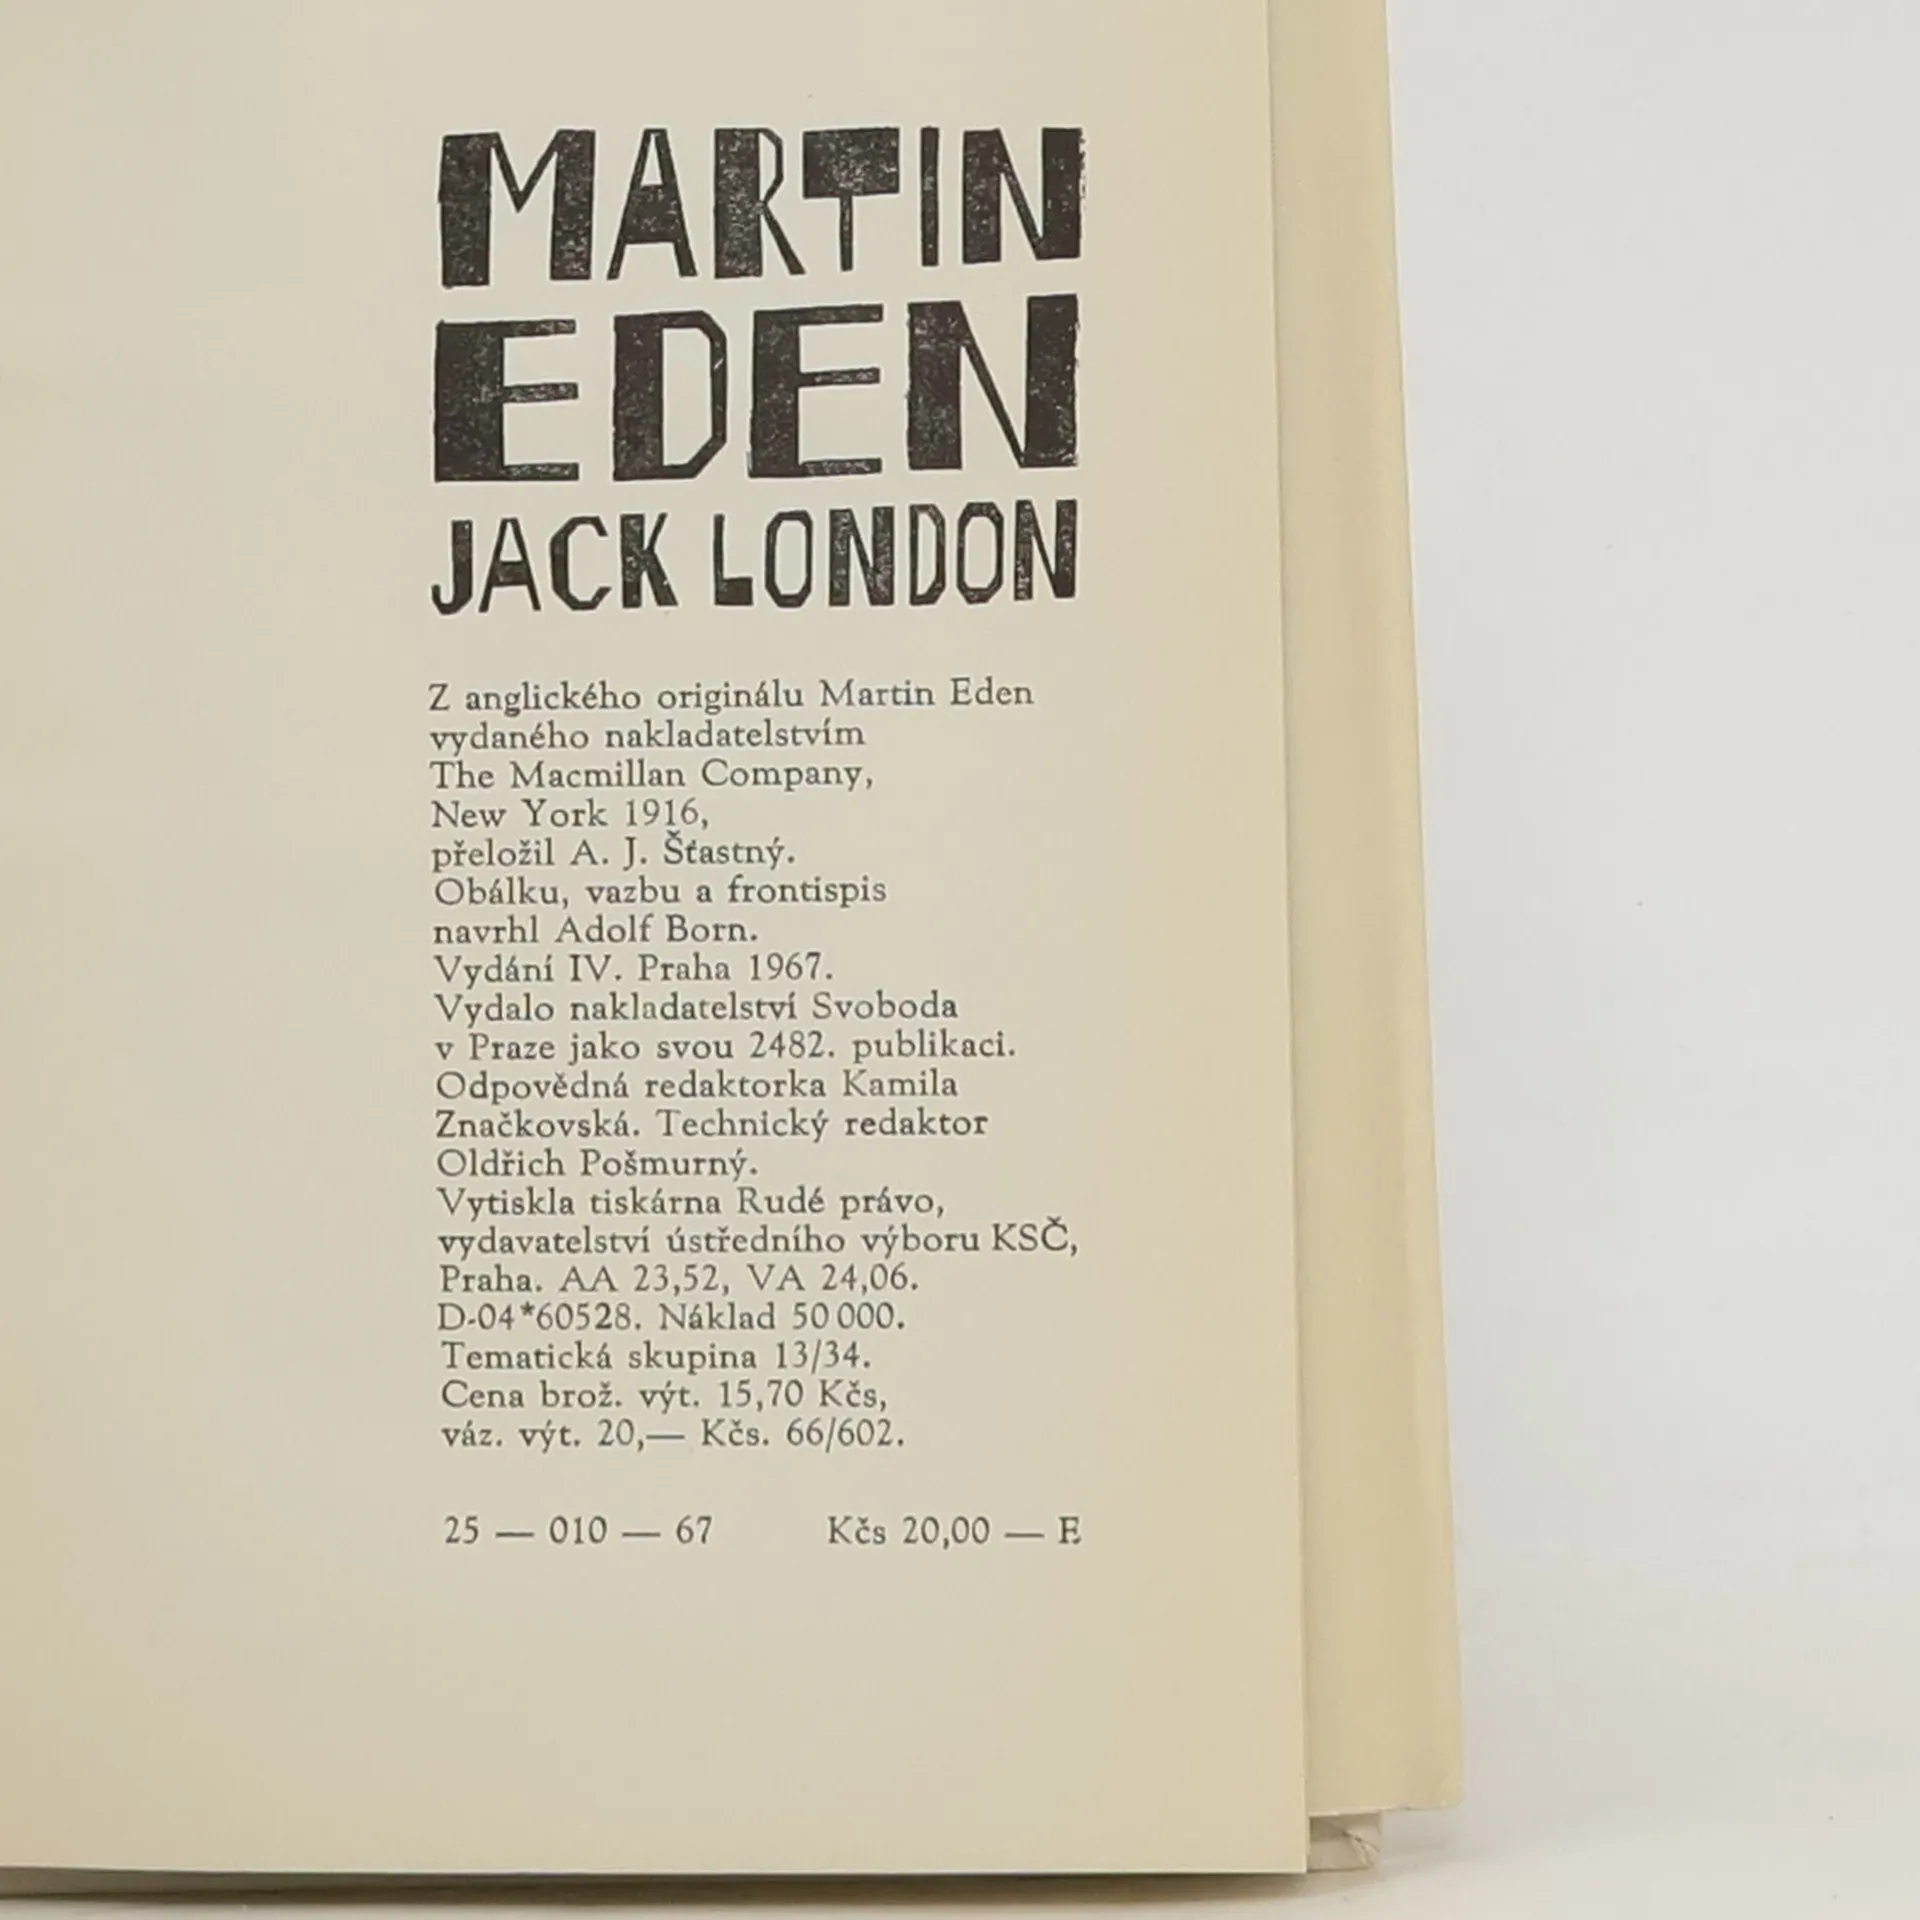 MARTIN
EDEN
JACK LONDON
Z anglického originálu Martin Eden
vydaného nakladatelstvím
The Macmillan Company,
New York 1916,
přeložil A. J. Šťastný.
Obálku, vazbu a frontispis
navrhl Adolf Born.
Vydání IV. Praha 1967.
Vydalo nakladatelství Svoboda
v Praze jako svou 2482. publikaci.
Odpovědná redaktorka Kamila
Značkovská. Technický redaktor
Oldřich Pošmurný.
Vytiskla tiskárna Rudé právo,
vydavatelství ústředního výboru KSČ,
Praha. AA 23,52, VA 24,06.
D-04*60528. Náklad 50 000.
Tematická skupina 13/34.
Cena brož. výt. 15,70 Kčs,
váz. výt. 20,— Kčs. 66/602.
25 — 010 — 67 Kčs 20,00 — E